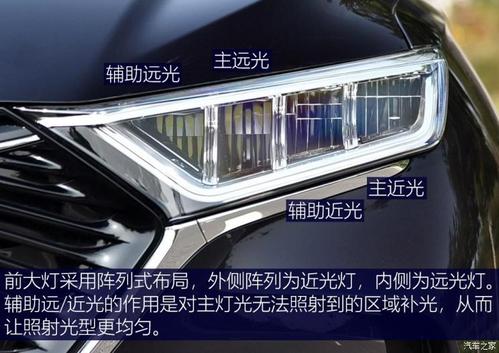 辅助远光
主远光
主近光
辅助近光
前大灯采用阵列式布局，外侧阵列为近光灯，内侧为远光灯。
辅助远/近光的作用是对主灯光无法照射到的区域补光，从而
让照射光型更均匀。
汽车之家